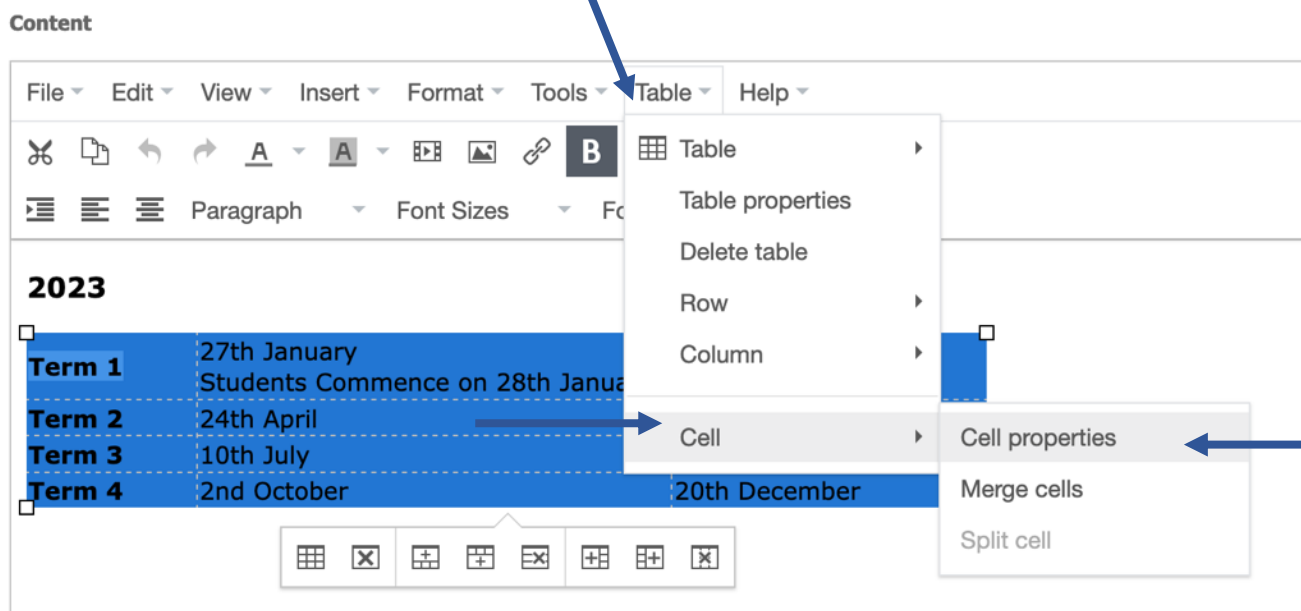 Content
File Edit View Insert Format Tools Table Help
A A B
Paragraph Font Sizes
Table
Table properties
Delete table
Row
Column
Cell
Cell properties
Merge cells
Split cell
2023
Term 1 27th January
Students Commence on 28th
Term 2 24th April
Term 3 10th July
Term 4 2nd October 20th December